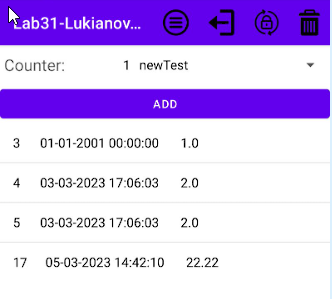 Lab31-Lukianov...
Counter: 1 newTest
ADD
3 01-01-2001 00:00:00 1.0
4 03-03-2023 17:06:03 2.0
5 03-03-2023 17:06:03 2.0
17 05-03-2023 14:42:10 22.22